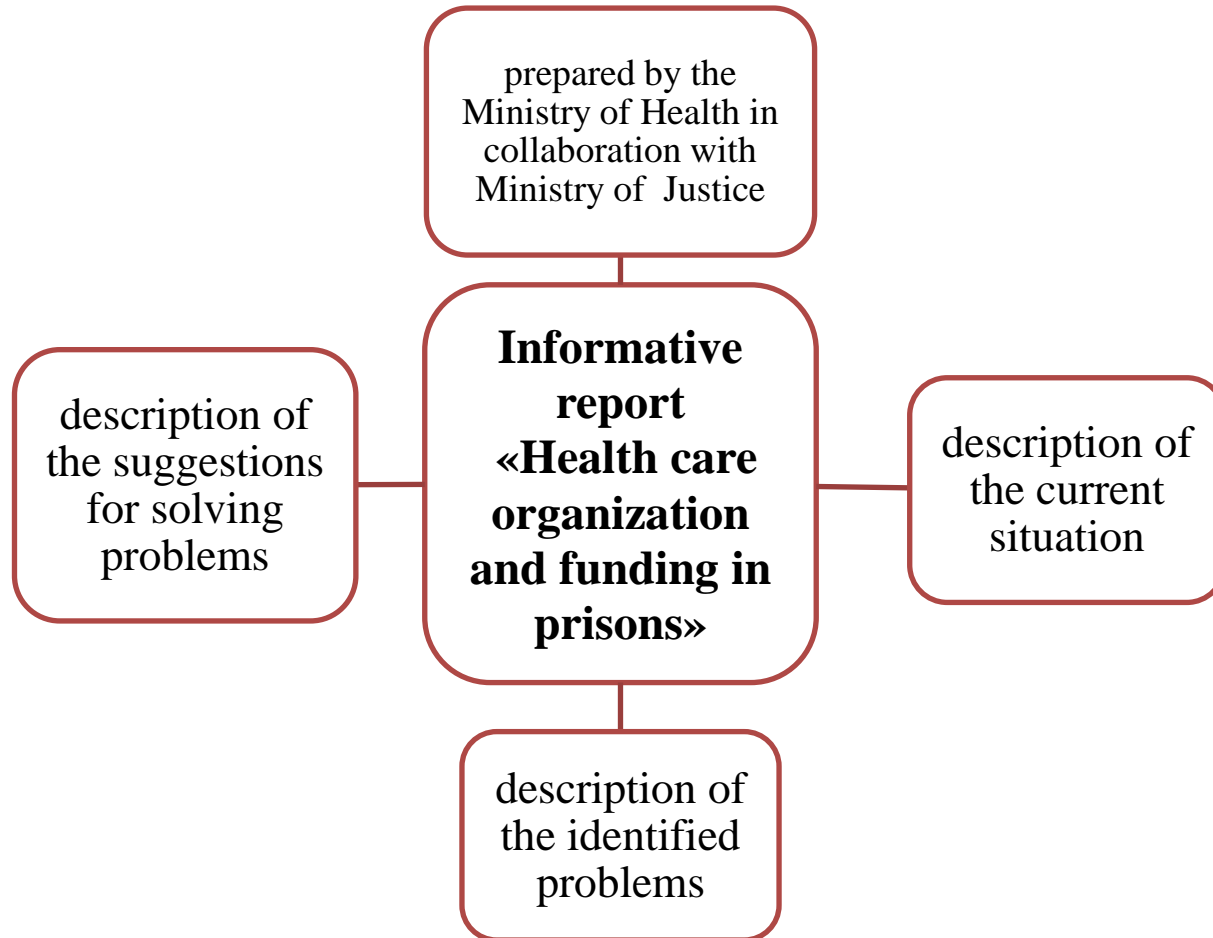 prepared by the
Ministry of Health in
collaboration with
Ministry of Justice
Informative
report
«Health care
organization
and funding in
prisons»
description of
the suggestions
for solving
problems
description of
the current
situation
description of
the identified
problems